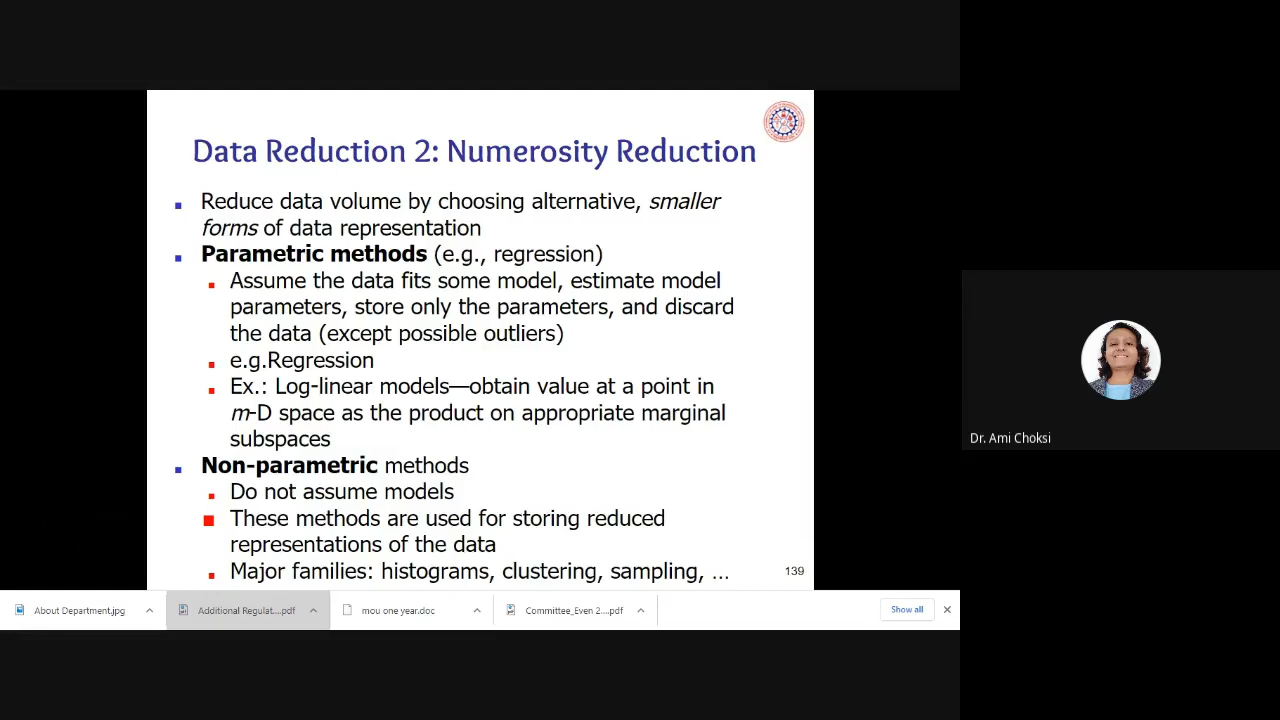 Data Reduction 2: Numerosity Reduction
Reduce data volume by choosing alternative, smaller
forms of data representation
Parametric methods (e.g., regression)
Assume the data fits some model, estimate model
parameters, store only the parameters, and discard
the data (except possible outliers)
e.g.Regression
Ex.: Log-linear models—obtain value at a point in
m-D space as the product on appropriate marginal
subspaces
Non-parametric methods
Do not assume models
These methods are used for storing reduced
representations of the data
Major families: histograms, clustering, sampling, ...
139
Dr. Ami Choksi
About Department.jpg
Additional Regulat....pdf
mou one year.doc
Committee_Even 2....pdf
Show all